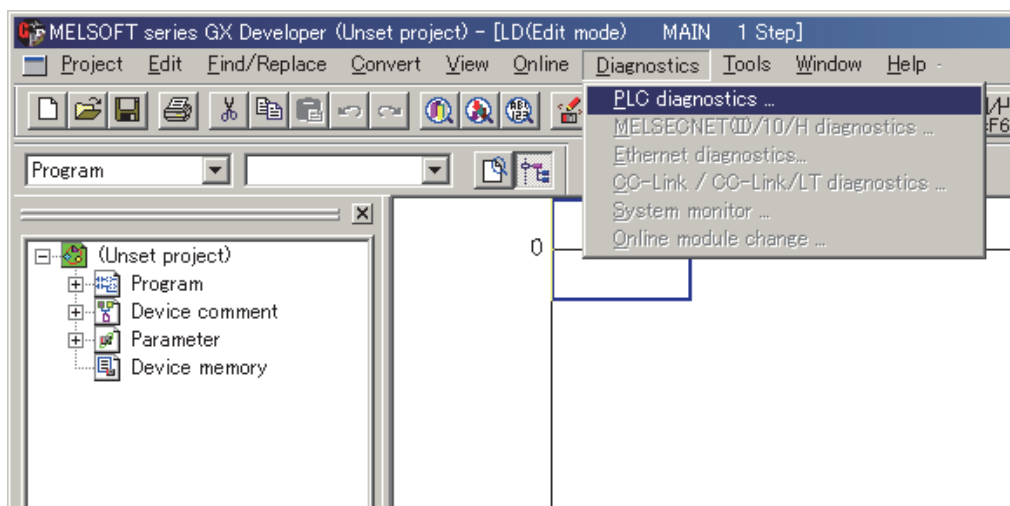 MELSOFT series GX Developer (Unset project) - [LD(Edit mode)    MAIN    1 Step]
Project Edit Find/Replace Convert View Online Diagnostics Tools Window Help -
PLC diagnostics ...
MELSECNET(II)/10/H diagnostics ...
Ethernet diagnostics...
CC-Link / CC-Link/LT diagnostics ...
System monitor ...
Online module change ...
F6
Program
0
(Unset project)
Program
Device comment
Parameter
Device memory